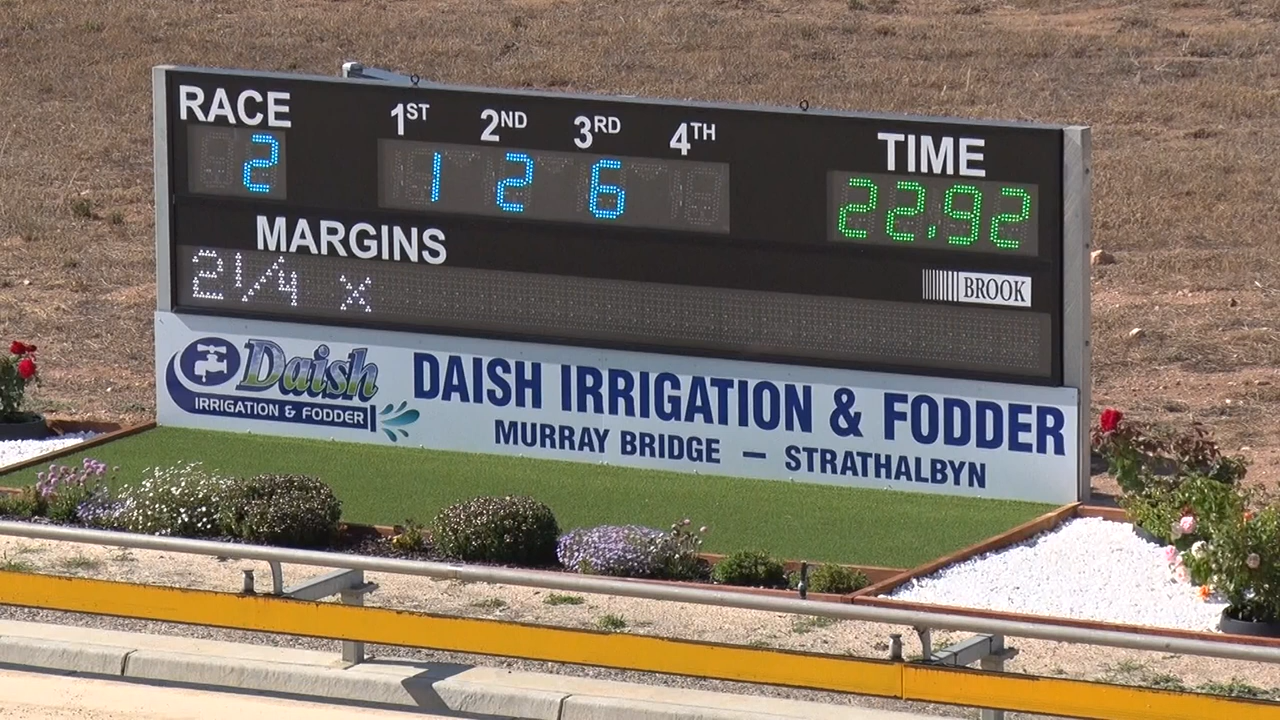 RACE 1ST 2ND 3RD 4TH TIME
2 1 2 6 22.92
MARGINS
2 1/4 x
BROOK
Daish
IRRIGATION & FODDER
DAISH IRRIGATION & FODDER
MURRAY BRIDGE — STRATHALBYN